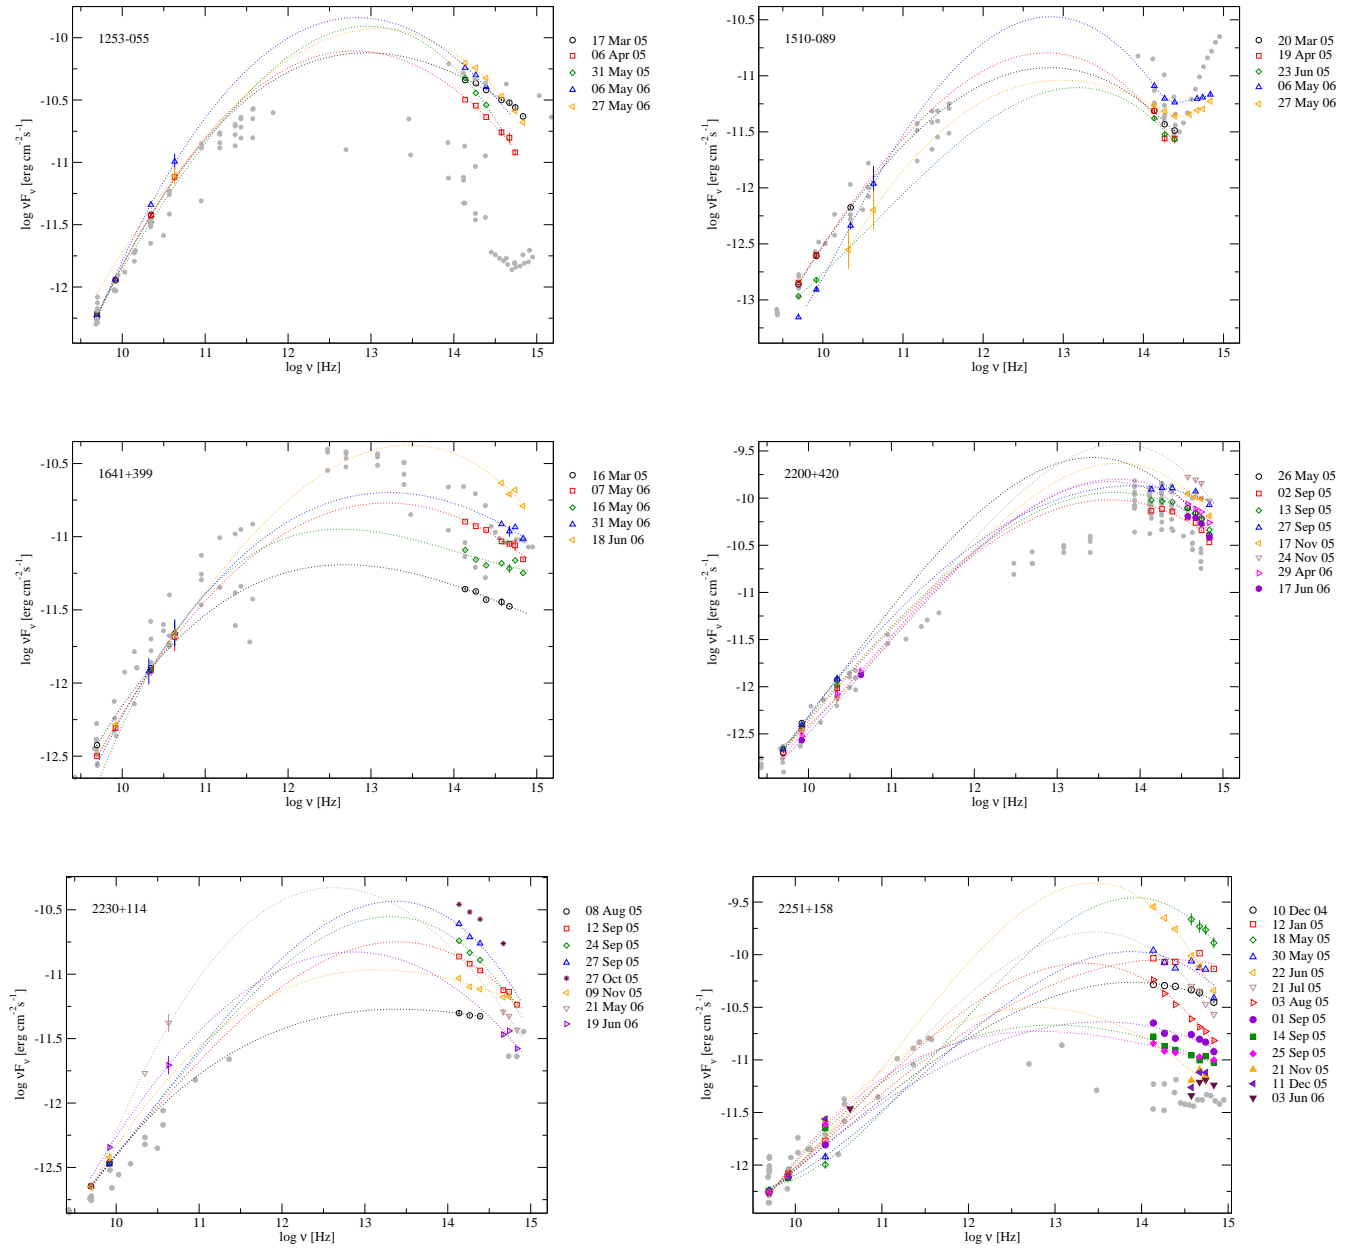 1253-055
17 Mar 05
06 Apr 05
31 May 05
06 May 06
27 May 06
-10
-10.5
-11
-11.5
-12
log νFν [erg cm⁻² s⁻¹]
10 11 12 13 14 15
log ν [Hz]
1510-089
20 Mar 05
19 Apr 05
23 Jun 05
06 May 06
27 May 06
-10.5
-11
-11.5
-12
-12.5
-13
log νFν [erg cm⁻² s⁻¹]
10 11 12 13 14 15
log ν [Hz]
1641+399
16 Mar 05
07 May 06
16 May 06
31 May 06
18 Jun 06
-10.5
-11
-11.5
-12
-12.5
log νFν [erg cm⁻² s⁻¹]
10 11 12 13 14 15
log ν [Hz]
2200+420
26 May 05
02 Sep 05
13 Sep 05
27 Sep 05
17 Nov 05
24 Nov 05
29 Apr 06
17 Jun 06
-9.5
-10
-10.5
-11
-11.5
-12
-12.5
log νFν [erg cm⁻² s⁻¹]
10 11 12 13 14 15
log ν [Hz]
2230+114
08 Aug 05
12 Sep 05
24 Sep 05
27 Sep 05
27 Oct 05
09 Nov 05
21 May 06
19 Jun 06
-10.5
-11
-11.5
-12
-12.5
log νFν [erg cm⁻² s⁻¹]
10 11 12 13 14 15
log ν [Hz]
2251+158
10 Dec 04
12 Jan 05
18 May 05
30 May 05
22 Jun 05
21 Jul 05
03 Aug 05
01 Sep 05
14 Sep 05
25 Sep 05
21 Nov 05
11 Dec 05
03 Jun 06
-9.5
-10
-10.5
-11
-11.5
-12
log νFν [erg cm⁻² s⁻¹]
10 11 12 13 14 15
log ν [Hz]